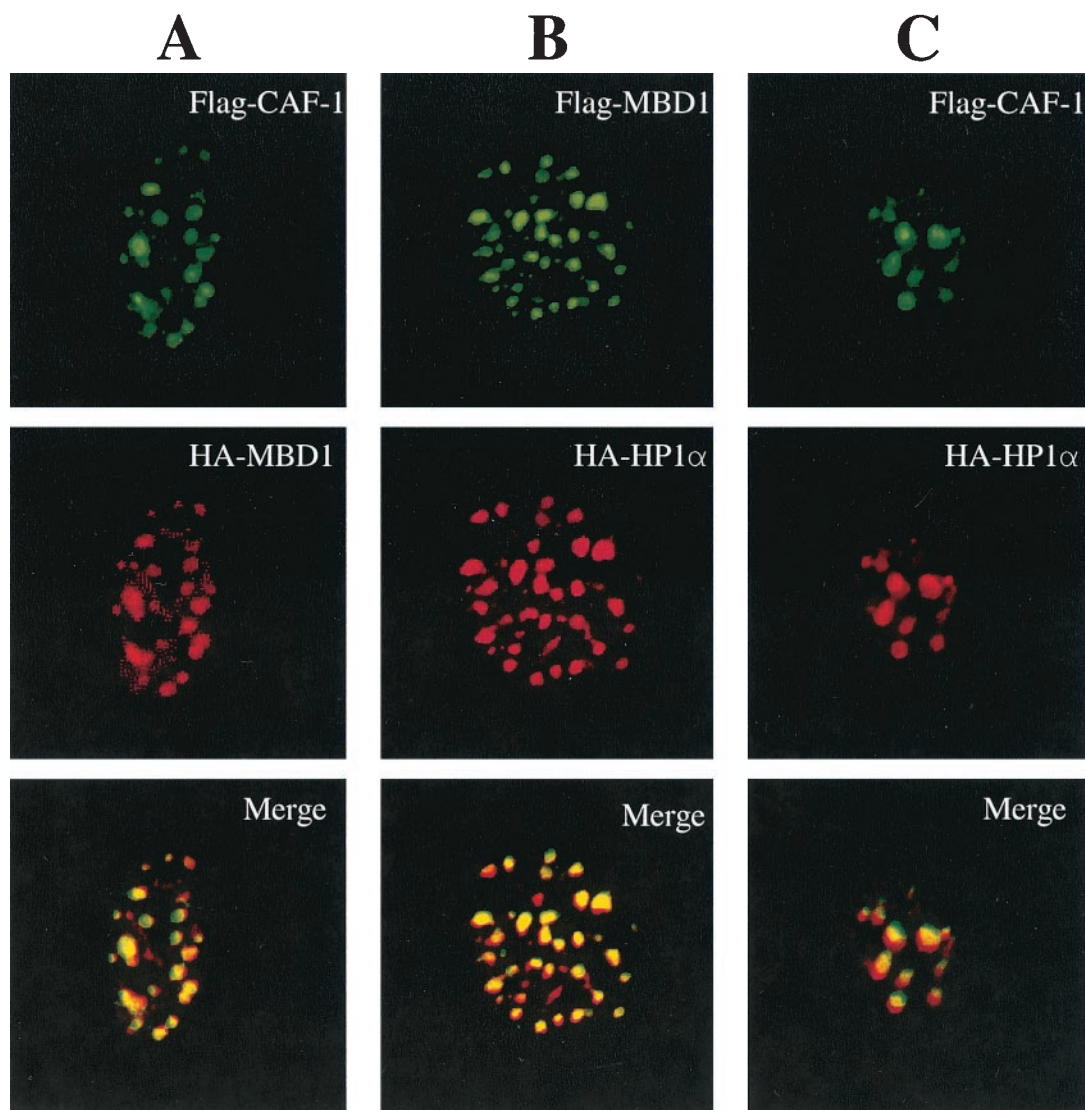 A B C
Flag-CAF-1 Flag-MBD1 Flag-CAF-1
HA-MBD1 HA-HP1α HA-HP1α
Merge Merge Merge